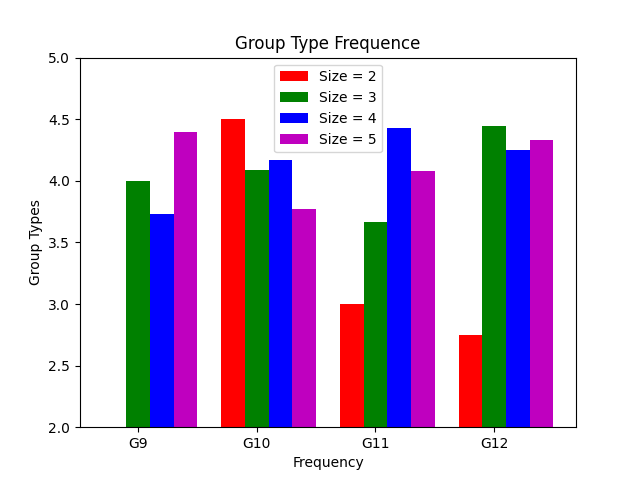 Group Type Frequence
5.0
4.5
4.0
3.5
3.0
2.5
2.0
Group Types
Size = 2
Size = 3
Size = 4
Size = 5
G9 G10 G11 G12
Frequency